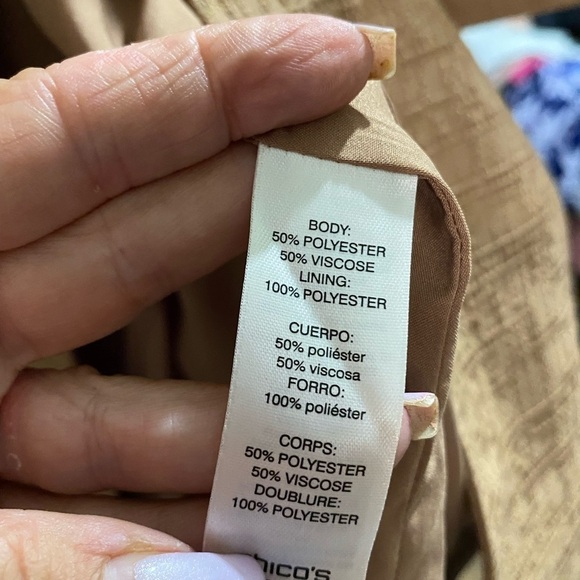 BODY:
50% POLYESTER
50% VISCOSE
LINING:
100% POLYESTER
CUERPO:
50% poliéster
50% viscosa
FORRO:
100% poliéster
CORPS:
50% POLYESTER
50% VISCOSE
DOUBLURE:
100% POLYESTER
hico's